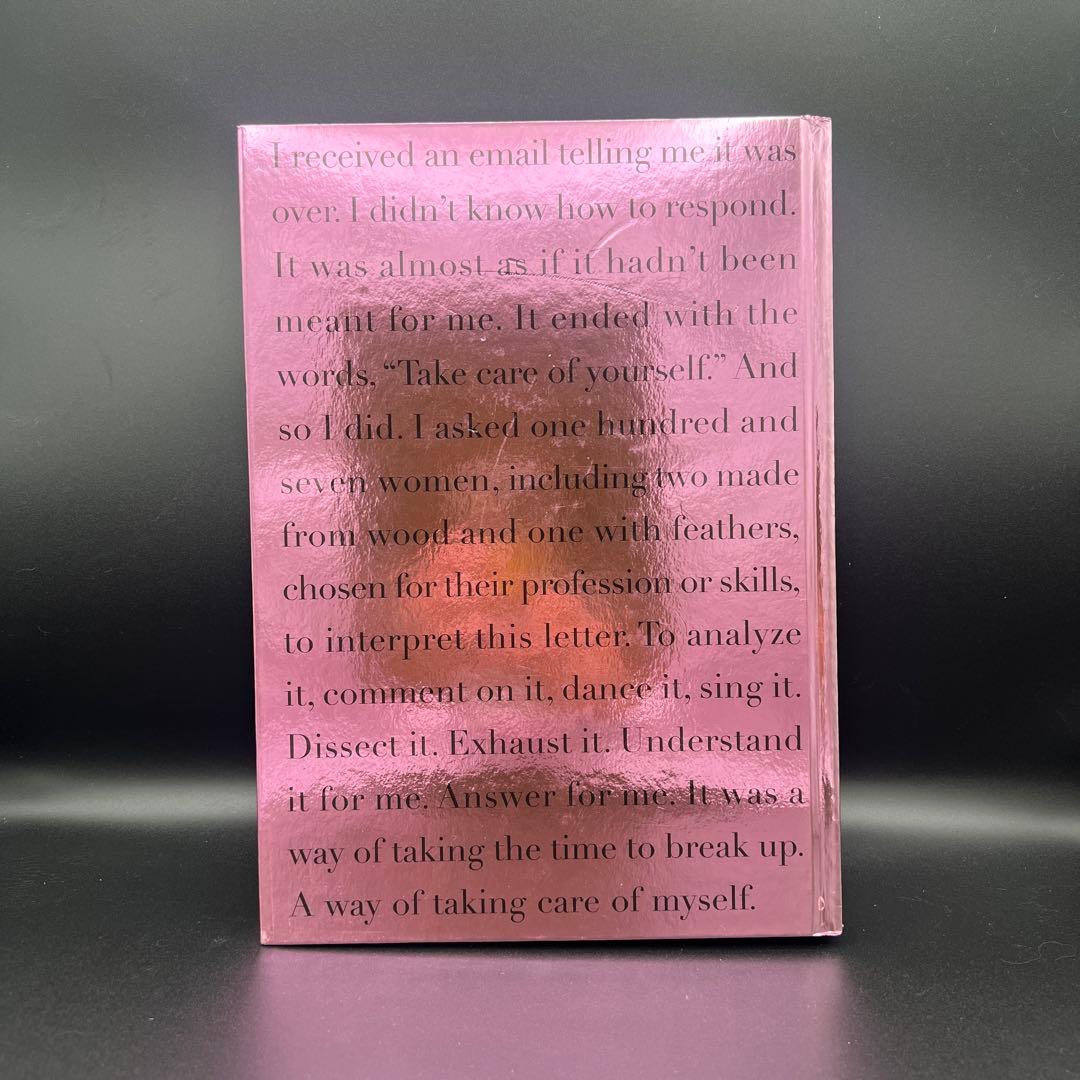 I received an email telling me it was
over. I didn’t know how to respond.
It was almost as if it hadn’t been
meant for me. It ended with the
words, “Take care of yourself.” And
so I did. I asked one hundred and
seven women, including two made
from wood and one with feathers,
chosen for their profession or skills,
to interpret this letter. To analyze
it, comment on it, dance it, sing it.
Dissect it. Exhaust it. Understand
it for me. Answer for me. It was a
way of taking the time to break up.
A way of taking care of myself.